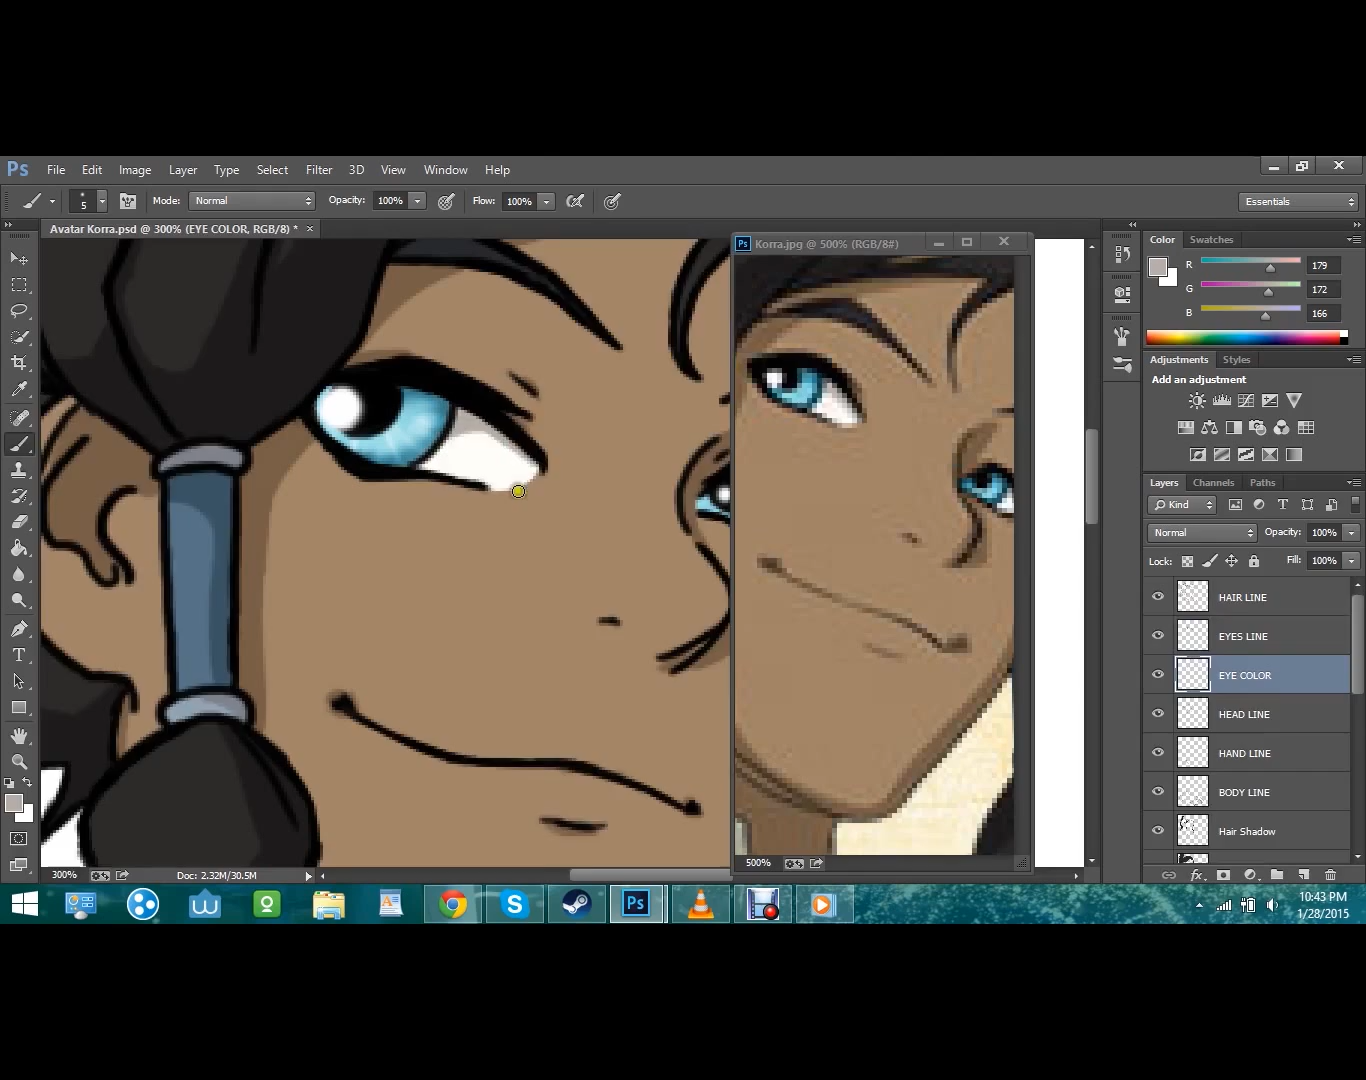 Ps File Edit Image Layer Type Select Filter 3D View Window Help
5 Mode: Normal Opacity: 100% Flow: 100% Essentials
Avatar Korra.psd @ 300% (EYE COLOR, RGB/8) * ×
Ps Korra.jpg @ 500% (RGB/8#)
Color Swatches
R 179
G 172
B 166
Adjustments Styles
Add an adjustment
Layers Channels Paths
Kind T
Normal Opacity: 100%
Lock: Fill: 100%
HAIR LINE
EYES LINE
EYE COLOR
HEAD LINE
HAND LINE
BODY LINE
Hair Shadow
T
500%
300% Doc: 2.32M/30.5M
fx
S Ps
10:43 PM
1/28/2015